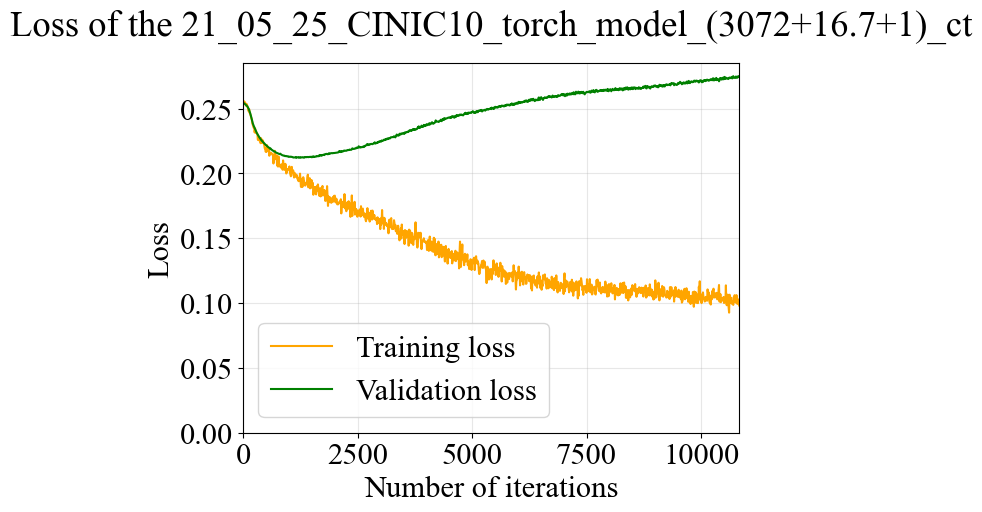 Loss of the 21_05_25_CINIC10_torch_model_(3072+16.7+1)_ct
0.25
0.20
0.15
0.10
0.05
0.00
Loss
Training loss
Validation loss
0 2500 5000 7500 10000
Number of iterations